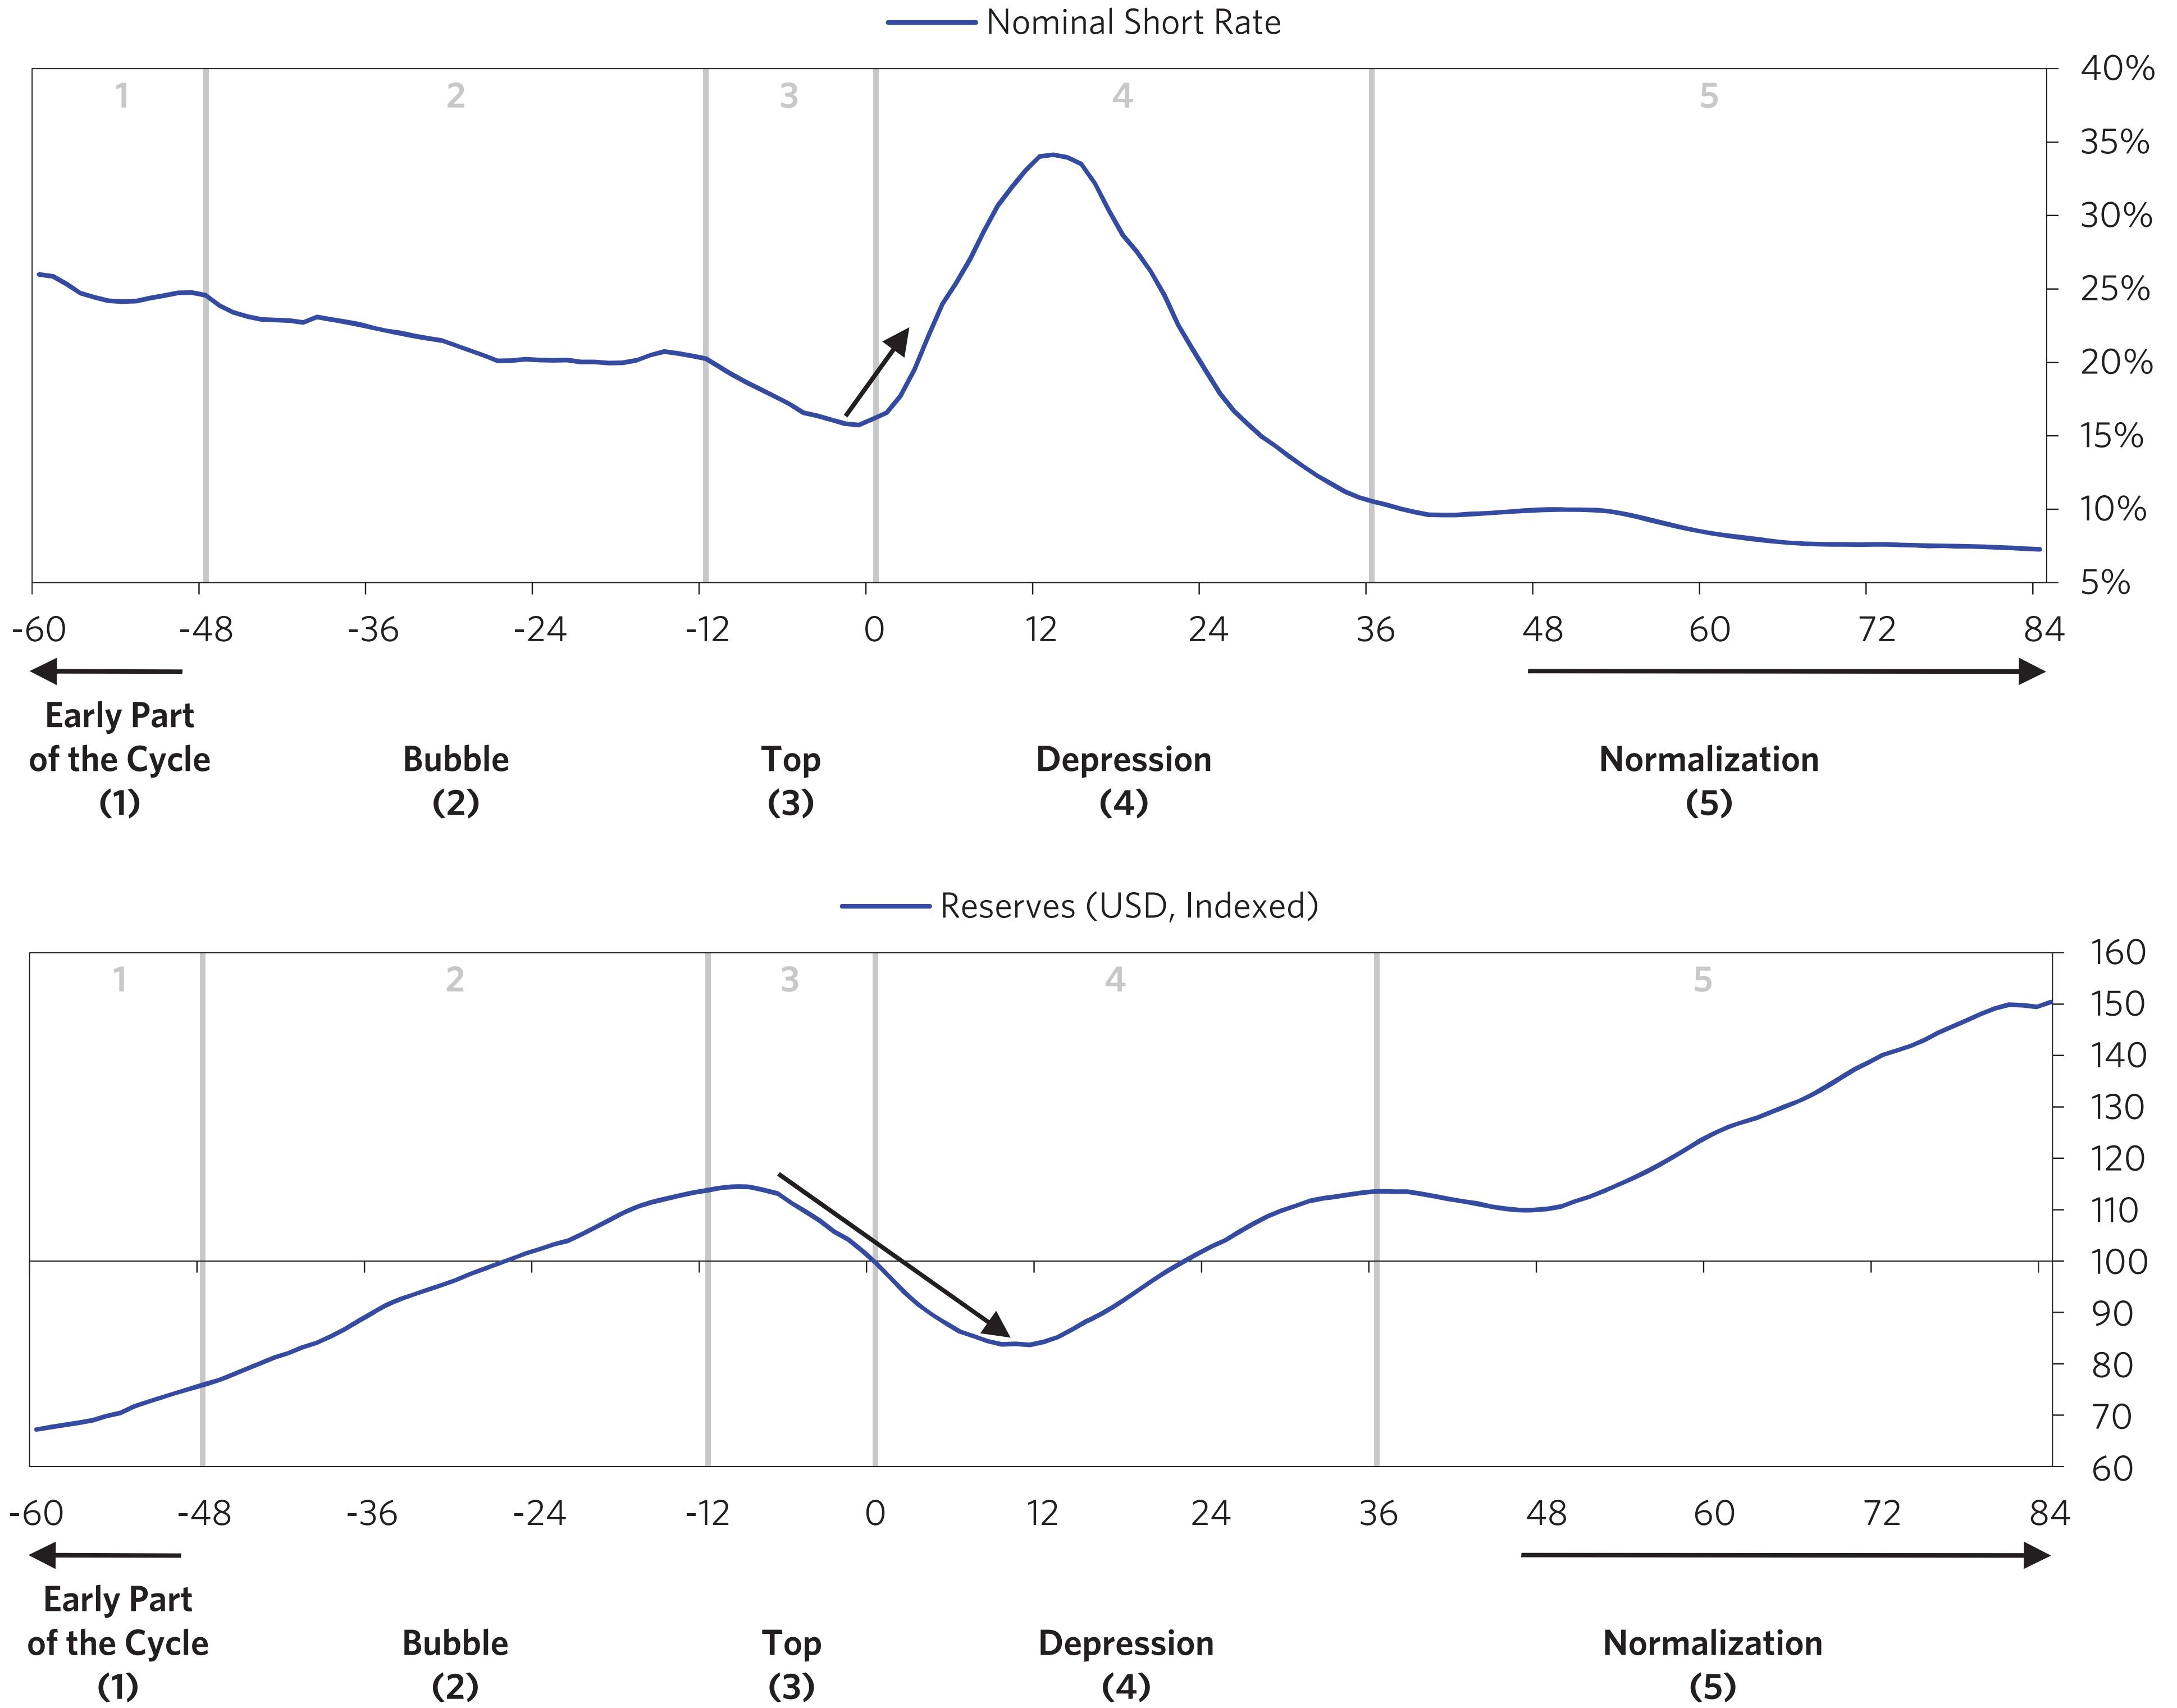 Nominal Short Rate
1 2 3 4 5
40%
35%
30%
25%
20%
15%
10%
5%
-60 -48 -36 -24 -12 0 12 24 36 48 60 72 84
Early Part
of the Cycle Bubble Top Depression Normalization
(1) (2) (3) (4) (5)
Reserves (USD, Indexed)
1 2 3 4 5
160
150
140
130
120
110
100
90
80
70
60
-60 -48 -36 -24 -12 0 12 24 36 48 60 72 84
Early Part
of the Cycle Bubble Top Depression Normalization
(1) (2) (3) (4) (5)